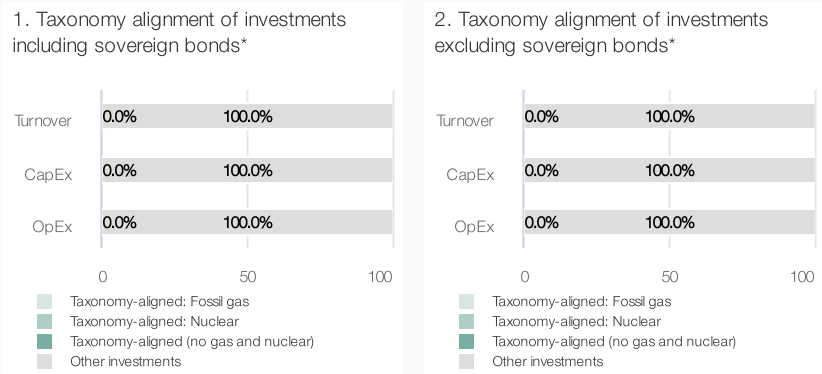 1. Taxonomy alignment of investments
including sovereign bonds*
Turnover 0.0% 100.0%
CapEx 0.0% 100.0%
OpEx 0.0% 100.0%
0 50 100
Taxonomy-aligned: Fossil gas
Taxonomy-aligned: Nuclear
Taxonomy-aligned (no gas and nuclear)
Other investments
2. Taxonomy alignment of investments
excluding sovereign bonds*
Turnover 0.0% 100.0%
CapEx 0.0% 100.0%
OpEx 0.0% 100.0%
0 50 100
Taxonomy-aligned: Fossil gas
Taxonomy-aligned: Nuclear
Taxonomy-aligned (no gas and nuclear)
Other investments